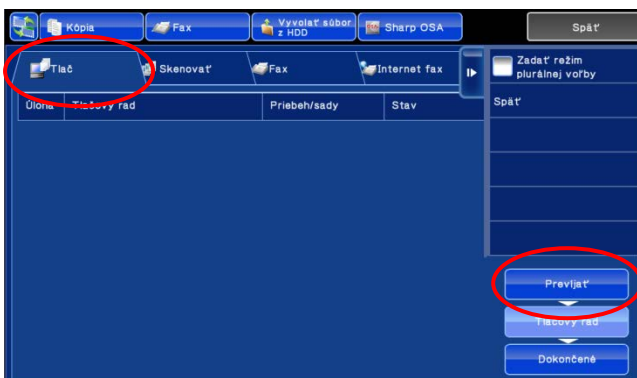 Kópia
Fax
Vyvolať súbor
z HDD
Sharp OSA
Späť
Tlač
Skenovať
Fax
Internet fax
Zadať režim
plurálnej voľby
Úloha
Tlačový rad
Priebeh/sady
Stav
Späť
Prevíjať
Tlačový rad
Dokončené